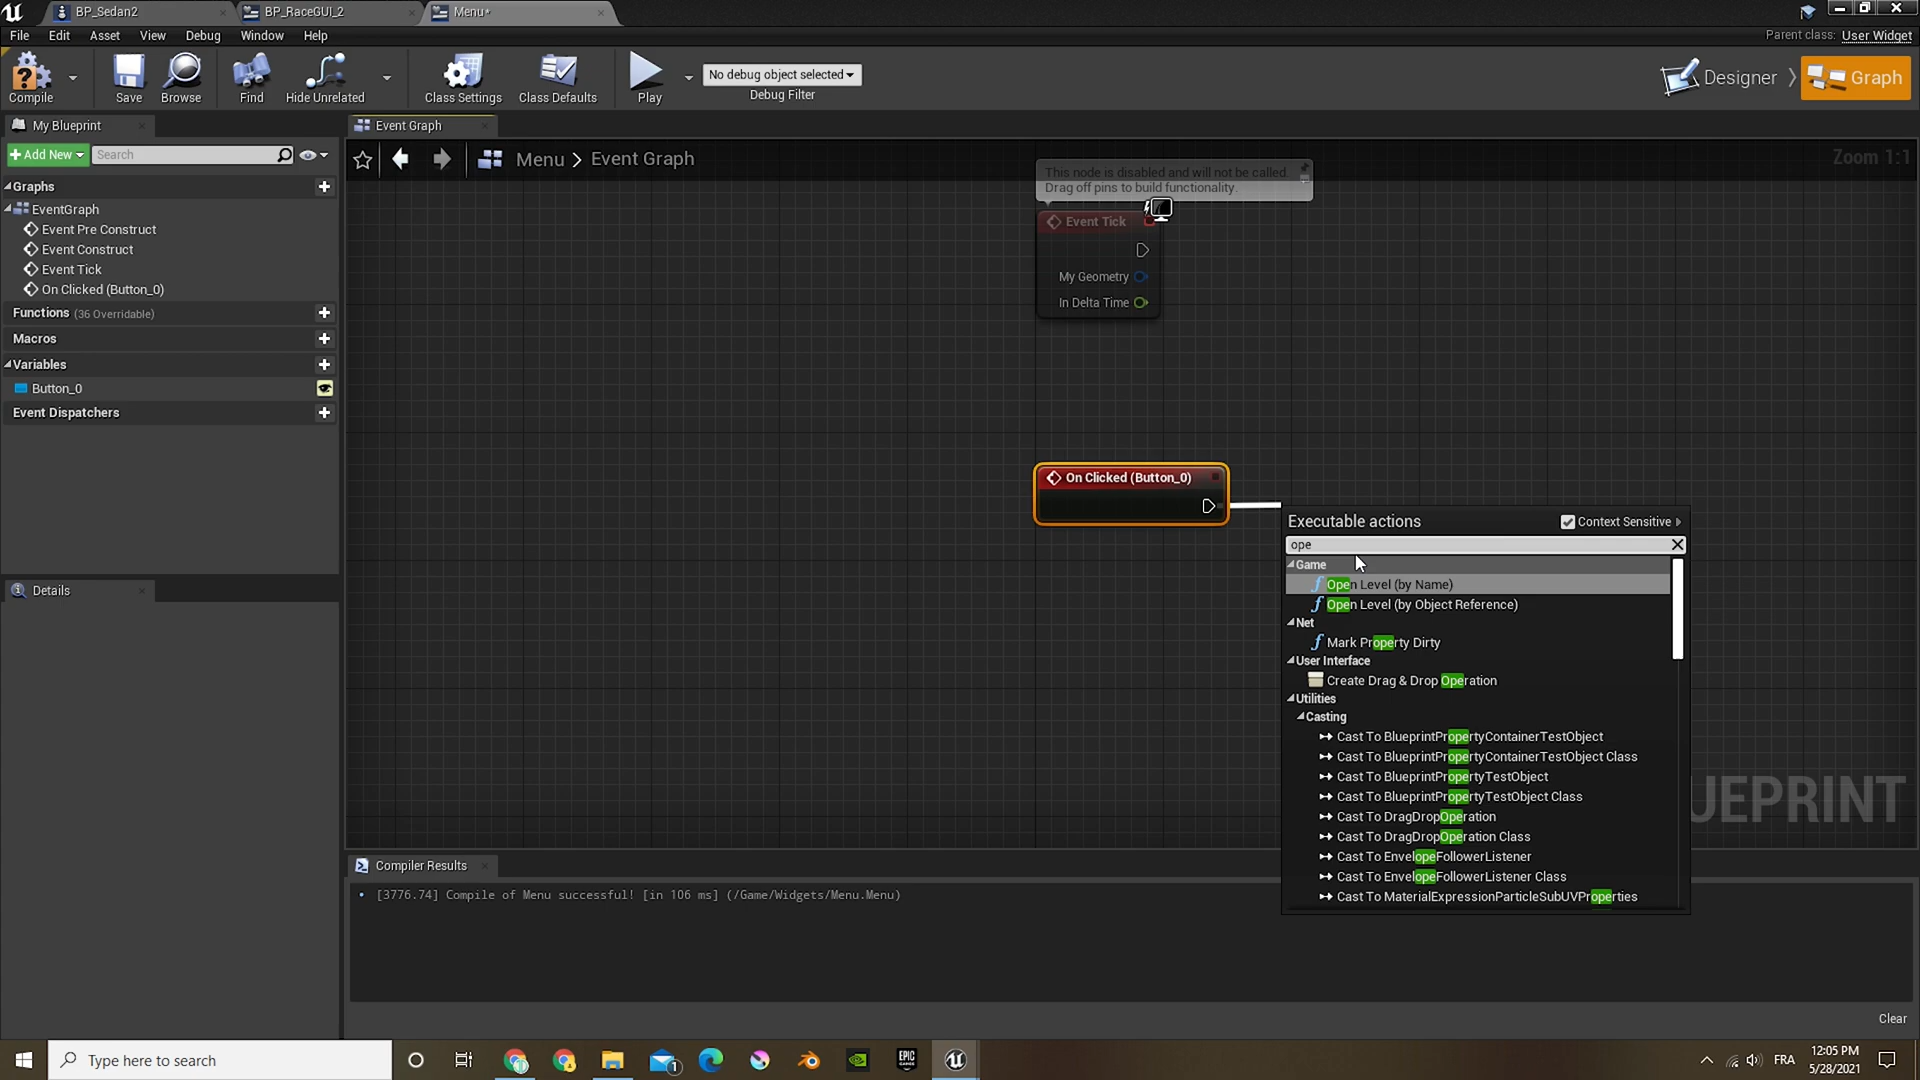 BP_Sedan2
BP_RaceGUI_2
Menu*
File Edit Asset View Debug Window Help
Parent class: User Widget
Compile
Save
Browse
Find
Hide Unrelated
Class Settings
Class Defaults
Play
No debug object selected
Debug Filter
Designer
Graph
My Blueprint
Event Graph
Add New
Search
Menu > Event Graph
Zoom 1:1
Graphs
EventGraph
Event Pre Construct
Event Construct
Event Tick
On Clicked (Button_0)
Functions (36 Overridable)
Macros
Variables
Button_0
Event Dispatchers
Details
This node is disabled and will not be called.
Drag off pins to build functionality.
Event Tick
My Geometry
In Delta Time
On Clicked (Button_0)
Executable actions
Context Sensitive
ope
Game
Open Level (by Name)
Open Level (by Object Reference)
Net
Mark Property Dirty
User Interface
Create Drag & Drop Operation
Utilities
Casting
Cast To BlueprintPropertyContainerTestObject
Cast To BlueprintPropertyContainerTestObject Class
Cast To BlueprintPropertyTestObject
Cast To BlueprintPropertyTestObject Class
Cast To DragDropOperation
Cast To DragDropOperation Class
Cast To EnvelopeFollowerListener
Cast To EnvelopeFollowerListener Class
Cast To MaterialExpressionParticleSubUVProperties
UEPRINT
Compiler Results
[3776.74] Compile of Menu successful! [in 106 ms] (/Game/Widgets/Menu.Menu)
Clear
Type here to search
1
EPIC GAMES
FRA
12:05 PM
5/28/2021